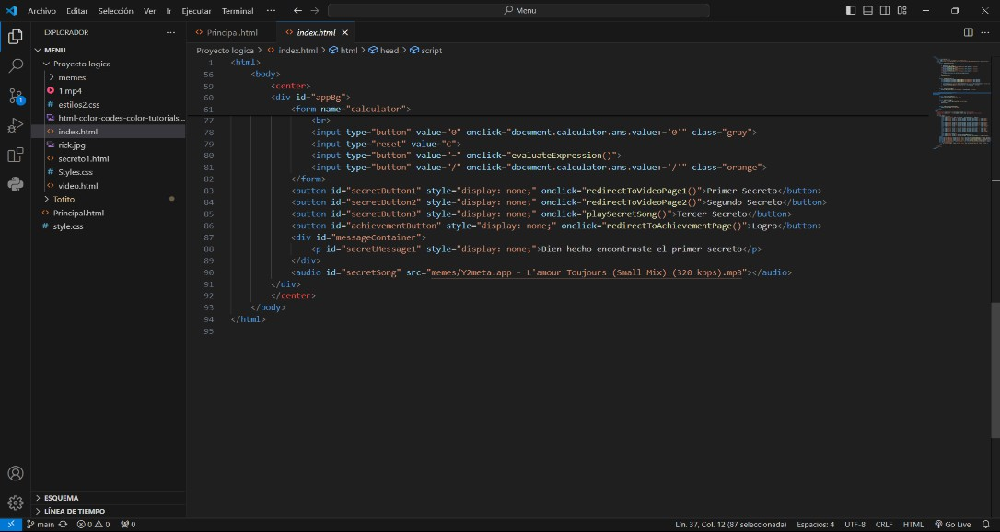 Archivo Editar Selección Ver Ir Ejecutar Terminal ··· Menu
EXPLORADOR ···
MENU
Proyecto logica
memes
1.mp4
estilos2.css
html-color-codes-color-tutorials...
index.html
rick.jpg
secreto1.html
Styles.css
video.html
Totito
Principal.html
style.css
ESQUEMA
LÍNEA DE TIEMPO
Principal.html index.html
Proyecto logica > index.html > html > head > script
1 <html>
56 <body>
59 <center>
60 <div id="appBg">
61 <form name="calculator">
77 <br>
78 <input type="button" value="0" onclick="document.calculator.ans.value+='0'" class="gray">
79 <input type="reset" value="C">
80 <input type="button" value="=" onclick="evaluateExpression()">
81 <input type="button" value="/" onclick="document.calculator.ans.value+='/'" class="orange">
82 </form>
83 <button id="secretButton1" style="display: none;" onclick="redirectToVideoPage1()">Primer Secreto</button>
84 <button id="secretButton2" style="display: none;" onclick="redirectToVideoPage2()">Segundo Secreto</button>
85 <button id="secretButton3" style="display: none;" onclick="playSecretSong()">Tercer Secreto</button>
86 <button id="achievementButton" style="display: none;" onclick="redirectToAchievementPage()">Logro</button>
87 <div id="messageContainer">
88 <p id="secretMessage1" style="display: none;">Bien hecho encontraste el primer secreto</p>
89 </div>
90 <audio id="secretSong" src="memes/Y2meta.app - L'amour Toujours (Small Mix) (320 kbps).mp3"></audio>
91 </div>
92 </center>
93 </body>
94 </html>
95
main 0 0 0 Lín. 37, Col. 12 (87 seleccionada) Espacios: 4 UTF-8 CRLF HTML Go Live